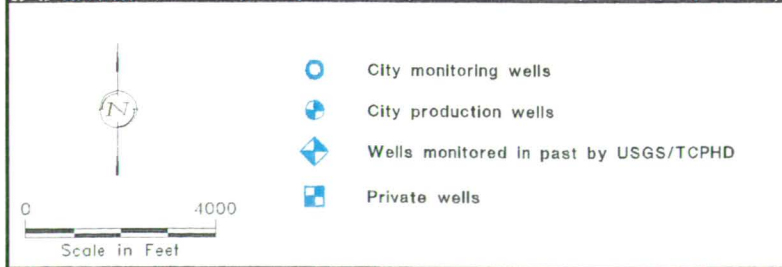 N
City monitoring wells
City production wells
Wells monitored in past by USGS/TCPHD
Private wells
0 4000
Scale in Feet